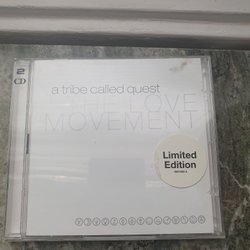 2
CD
a tribe called quest
THE LOVE
MOVEMENT
Limited
Edition